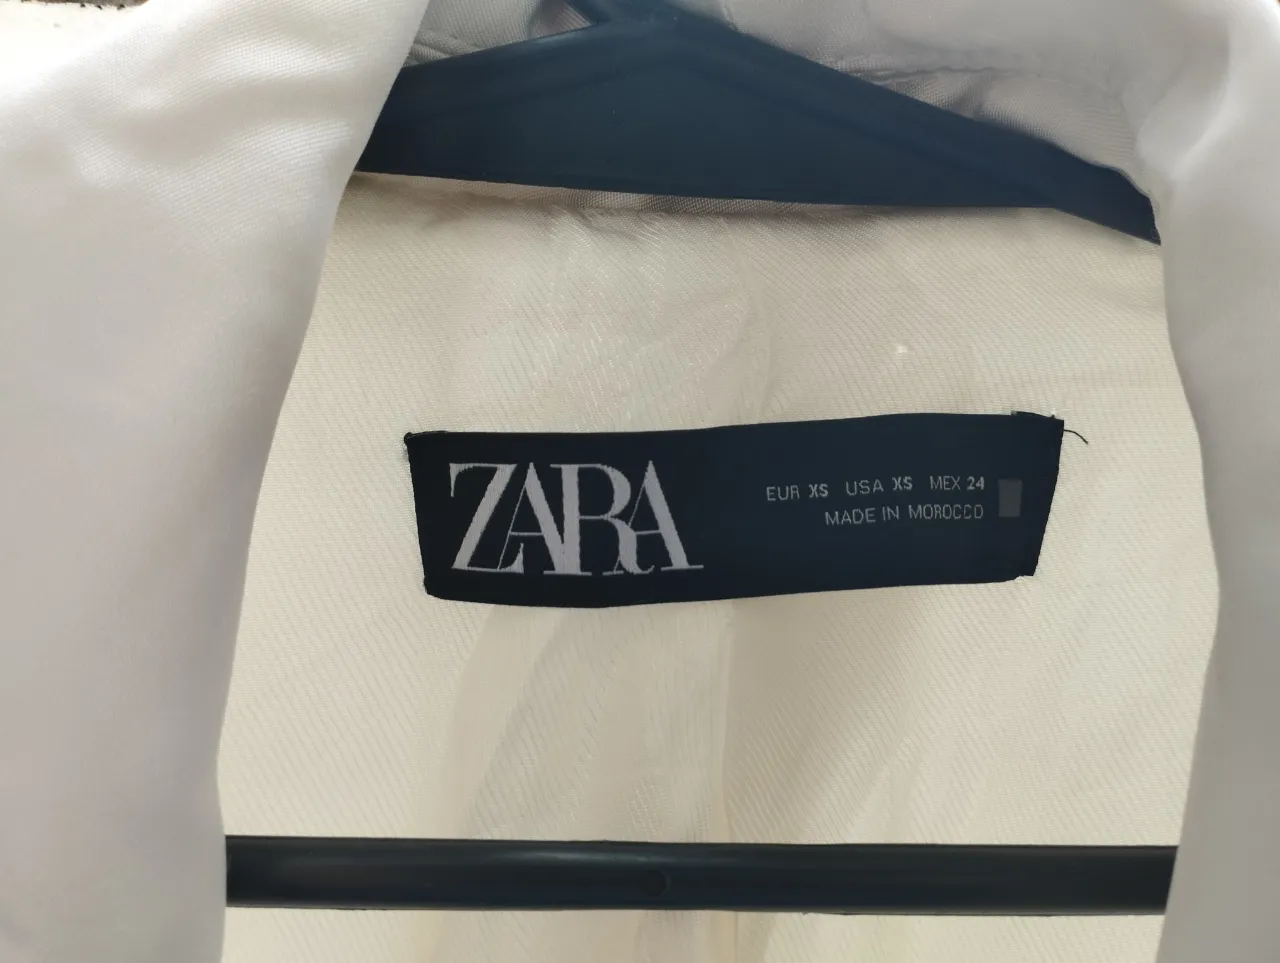 ZARA
EUR XS USA XS MEX 24
MADE IN MOROCCO